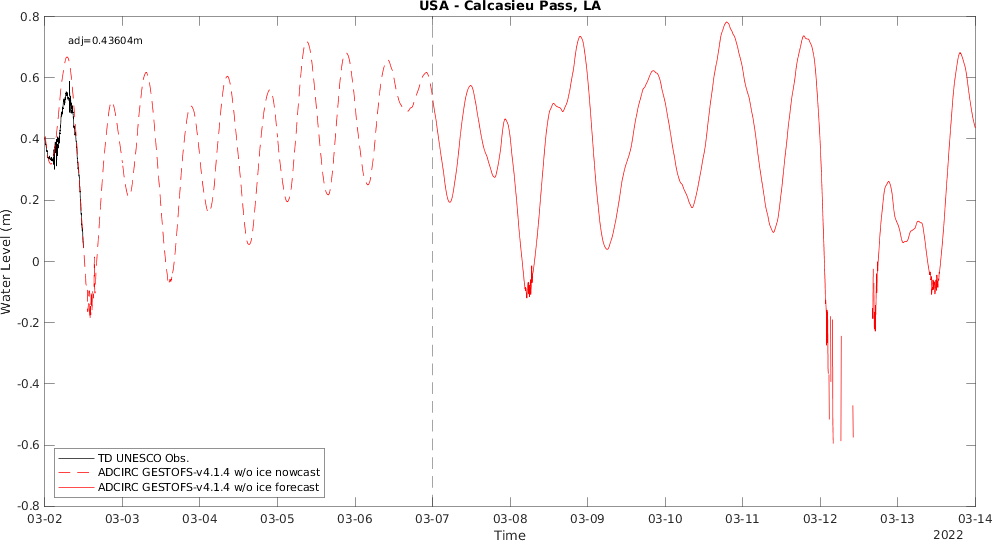 USA - Calcasieu Pass, LA
adj=0.43604m
0.8
0.6
0.4
0.2
0
-0.2
-0.4
-0.6
-0.8
Water Level (m)
TD UNESCO Obs.
ADCIRC GESTOFS-v4.1.4 w/o ice nowcast
ADCIRC GESTOFS-v4.1.4 w/o ice forecast
03-02 03-03 03-04 03-05 03-06 03-07 03-08 03-09 03-10 03-11 03-12 03-13 03-14
Time
2022